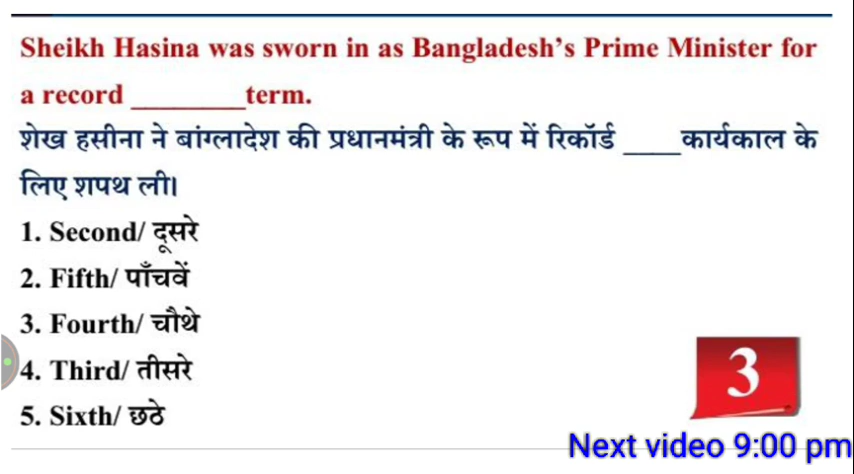 Sheikh Hasina was sworn in as Bangladesh's Prime Minister for
a record ________term.
शेख हसीना ने बांग्लादेश की प्रधानमंत्री के रूप में रिकॉर्ड ____कार्यकाल के
लिए शपथ ली।
1. Second/ दूसरे
2. Fifth/ पाँचवें
3. Fourth/ चौथे
4. Third/ तीसरे
5. Sixth/ छठे
3
Next video 9:00 pm